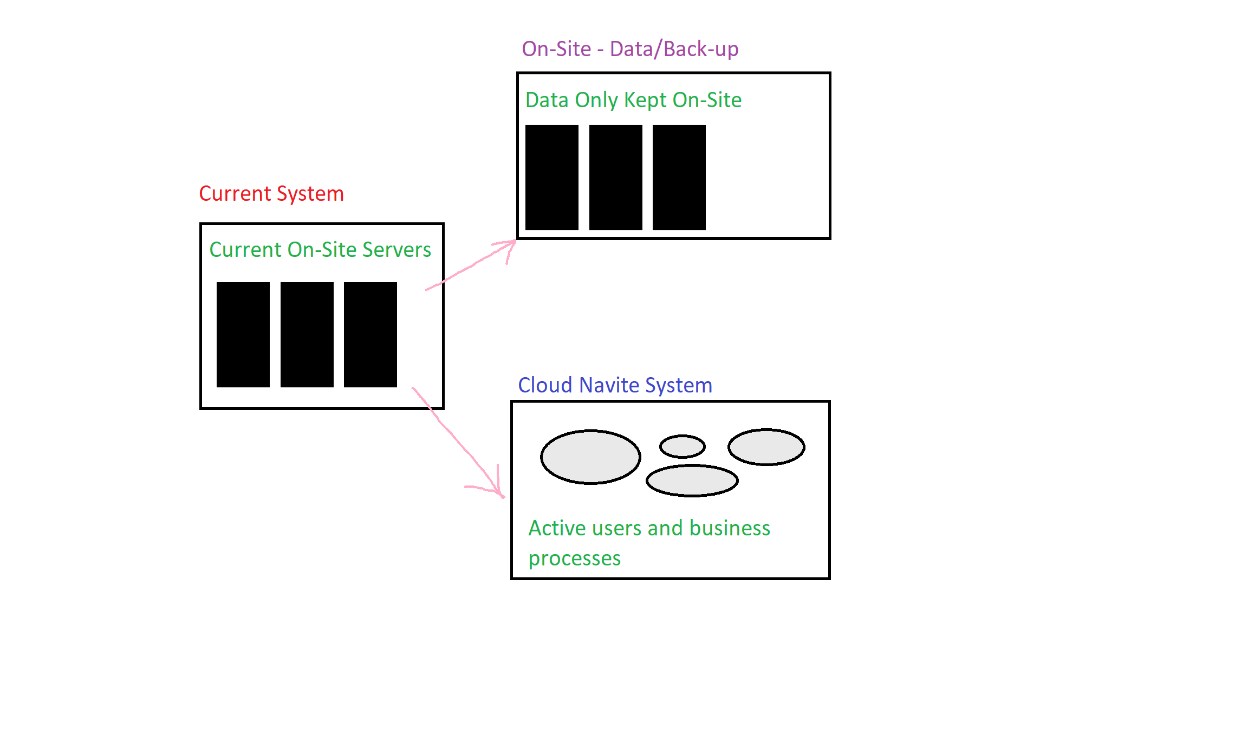 On-Site - Data/Back-up
Data Only Kept On-Site
Current System
Current On-Site Servers
Cloud Navite System
Active users and business
processes